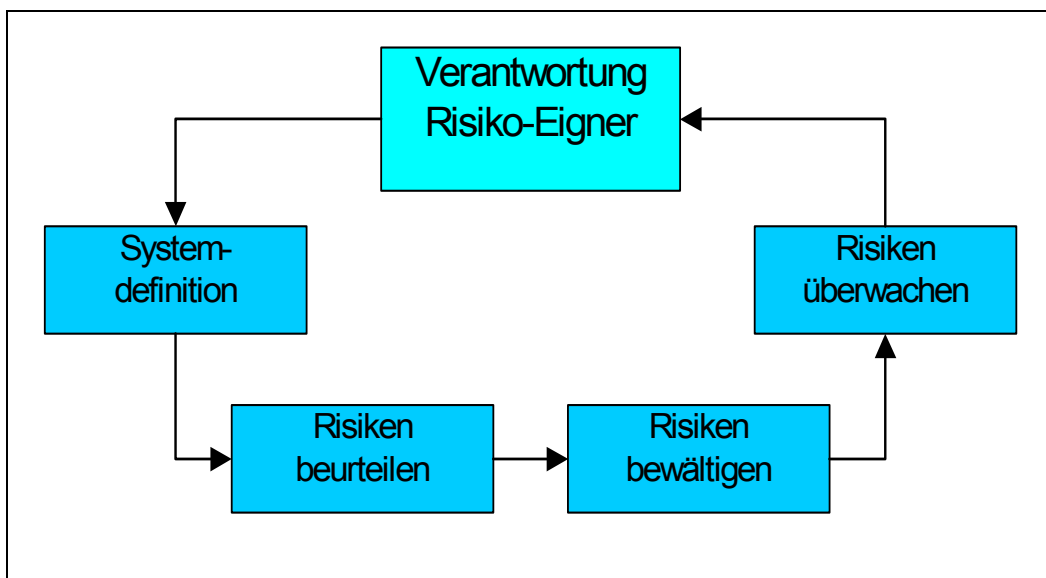 Verantwortung
Risiko-Eigner
System-
definition
Risiken
beurteilen
Risiken
bewältigen
Risiken
überwachen